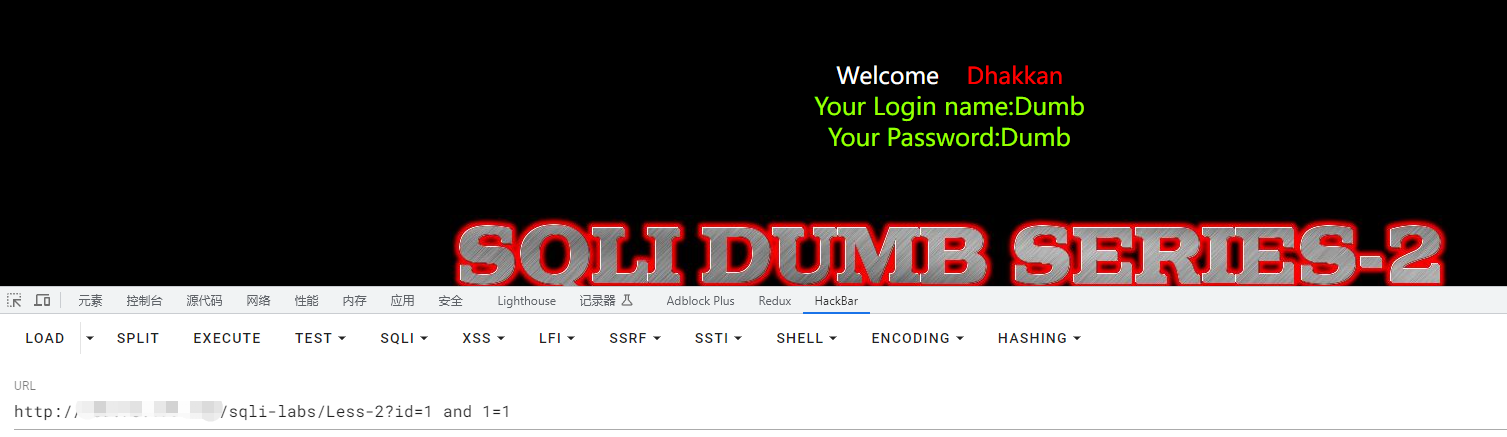 Welcome Dhakkan
Your Login name:Dumb
Your Password:Dumb
SQLI DUMB SERIES-2
元素 控制台 源代码 网络 性能 内存 应用 安全 Lighthouse 记录器 Adblock Plus Redux HackBar
LOAD SPLIT EXECUTE TEST SQLI XSS LFI SSRF SSTI SHELL ENCODING HASHING
URL
http:// /sqli-labs/Less-2?id=1 and 1=1